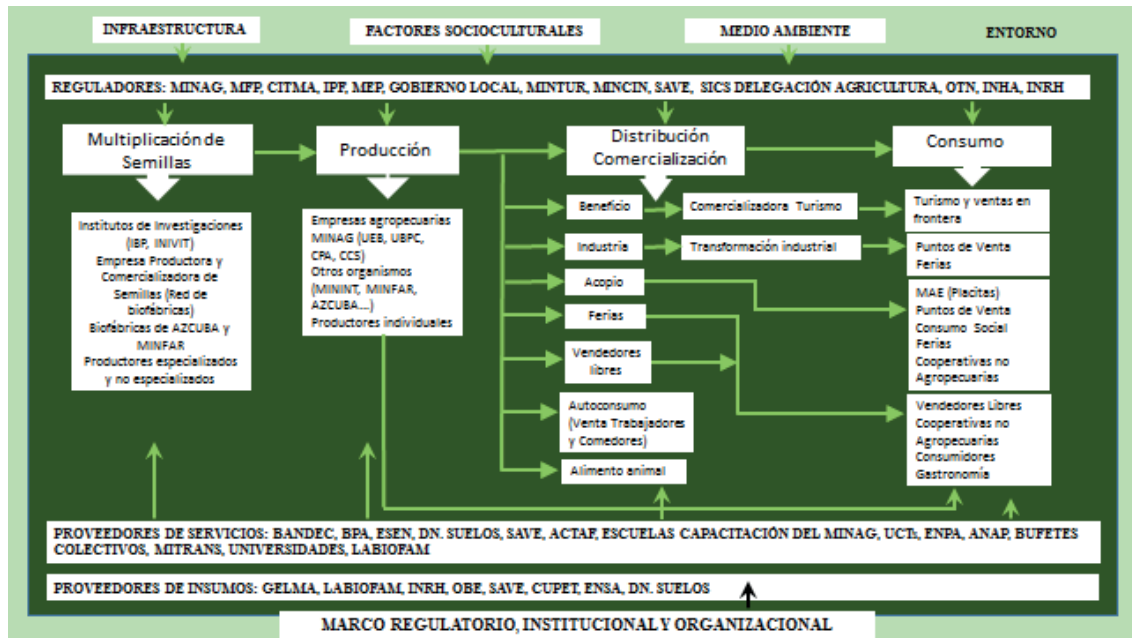 INFRAESTRUCTURA
FACTORES SOCIOCULTURALES
MEDIO AMBIENTE
ENTORNO
REGULADORES: MINAG, MFP, CITMA, IPF, MEP, GOBIERNO LOCAL, MINTUR, MINCIN, SAVE, SICS DELEGACIÓN AGRICULTURA, OTN, INHA, INRH
Multiplicación de
Semillas
Producción
Distribución
Comercialización
Consumo
Institutos de Investigaciones
(IBP, INIVIT)
Empresa Productora y
Comercializadora de
Semillas (Red de
biofábricas)
Biofábricas de AZCUBA y
MINFAR
Productores especializados
y no especializados
Empresas agropecuarias
MINAG (UEB, UBPC,
CPA, CCS)
Otros organismos
(MININT, MINFAR,
AZCUBA...)
Productores individuales
Beneficio
Comercializadora Turismo
Turismo y ventas en
frontera
Industria
Transformación industrial
Puntos de Venta
Ferias
Acopio
Ferias
Vendedores
libres
Autoconsumo
(Venta Trabajadores
y Comedores)
Alimento animal
MAE (Placitas)
Puntos de Venta
Consumo Social
Ferias
Cooperativas no
Agropecuarias
Vendedores Libres
Cooperativas no
Agropecuarias
Consumidores
Gastronomía
PROVEEDORES DE SERVICIOS: BANDEC, BPA, ESEN, DN. SUELOS, SAVE, ACTAF, ESCUELAS CAPACITACIÓN DEL MINAG, UCTs, ENPA, ANAP, BUFETES
COLECTIVOS, MITRANS, UNIVERSIDADES, LABIOFAM
PROVEEDORES DE INSUMOS: GELMA, LABIOFAM, INRH, OBE, SAVE, CUPET, ENSA, DN. SUELOS
MARCO REGULATORIO, INSTITUCIONAL Y ORGANIZACIONAL